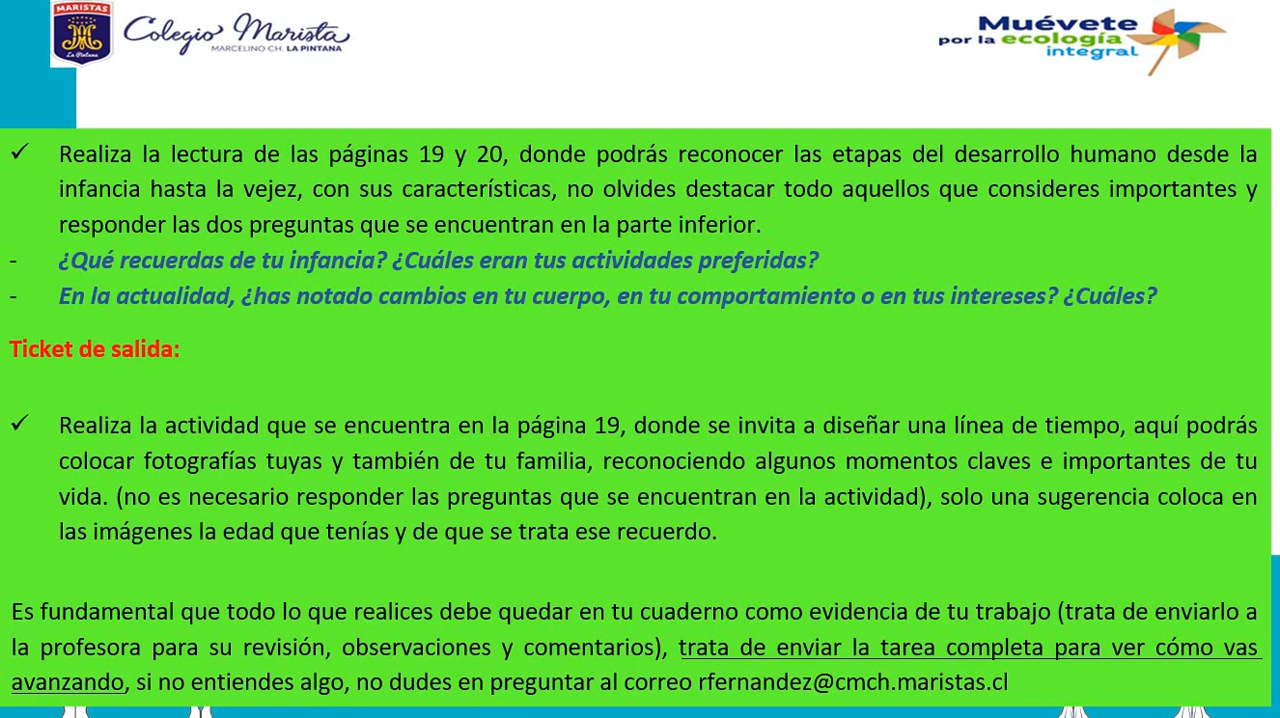 MARISTAS
La Pintana
Colegio Marista
MARCELINO CH. LA PINTANA
Muévete
por la ecología
integral
✓ Realiza la lectura de las páginas 19 y 20, donde podrás reconocer las etapas del desarrollo humano desde la
infancia hasta la vejez, con sus características, no olvides destacar todo aquellos que consideres importantes y
responder las dos preguntas que se encuentran en la parte inferior.
- ¿Qué recuerdas de tu infancia? ¿Cuáles eran tus actividades preferidas?
- En la actualidad, ¿has notado cambios en tu cuerpo, en tu comportamiento o en tus intereses? ¿Cuáles?
Ticket de salida:
✓ Realiza la actividad que se encuentra en la página 19, donde se invita a diseñar una línea de tiempo, aquí podrás
colocar fotografías tuyas y también de tu familia, reconociendo algunos momentos claves e importantes de tu
vida. (no es necesario responder las preguntas que se encuentran en la actividad), solo una sugerencia coloca en
las imágenes la edad que tenías y de que se trata ese recuerdo.
Es fundamental que todo lo que realices debe quedar en tu cuaderno como evidencia de tu trabajo (trata de enviarlo a
la profesora para su revisión, observaciones y comentarios), trata de enviar la tarea completa para ver cómo vas
avanzando, si no entiendes algo, no dudes en preguntar al correo rfernandez@cmch.maristas.cl